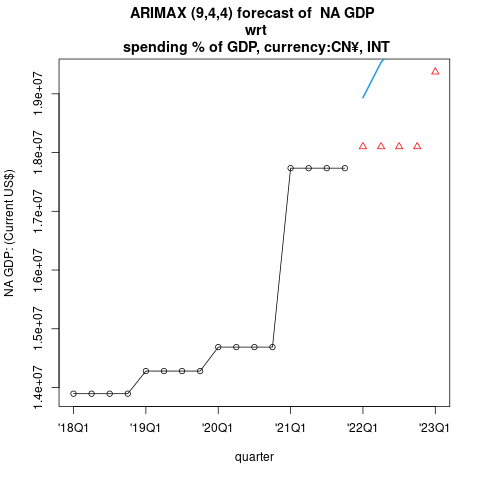 ARIMAX (9,4,4) forecast of  NA GDP
wrt
spending % of GDP, currency:CN¥, INT
NA GDP: (Current US$)
1.9e+07
1.8e+07
1.7e+07
1.6e+07
1.5e+07
1.4e+07
'18Q1
'19Q1
'20Q1
'21Q1
'22Q1
'23Q1
quarter